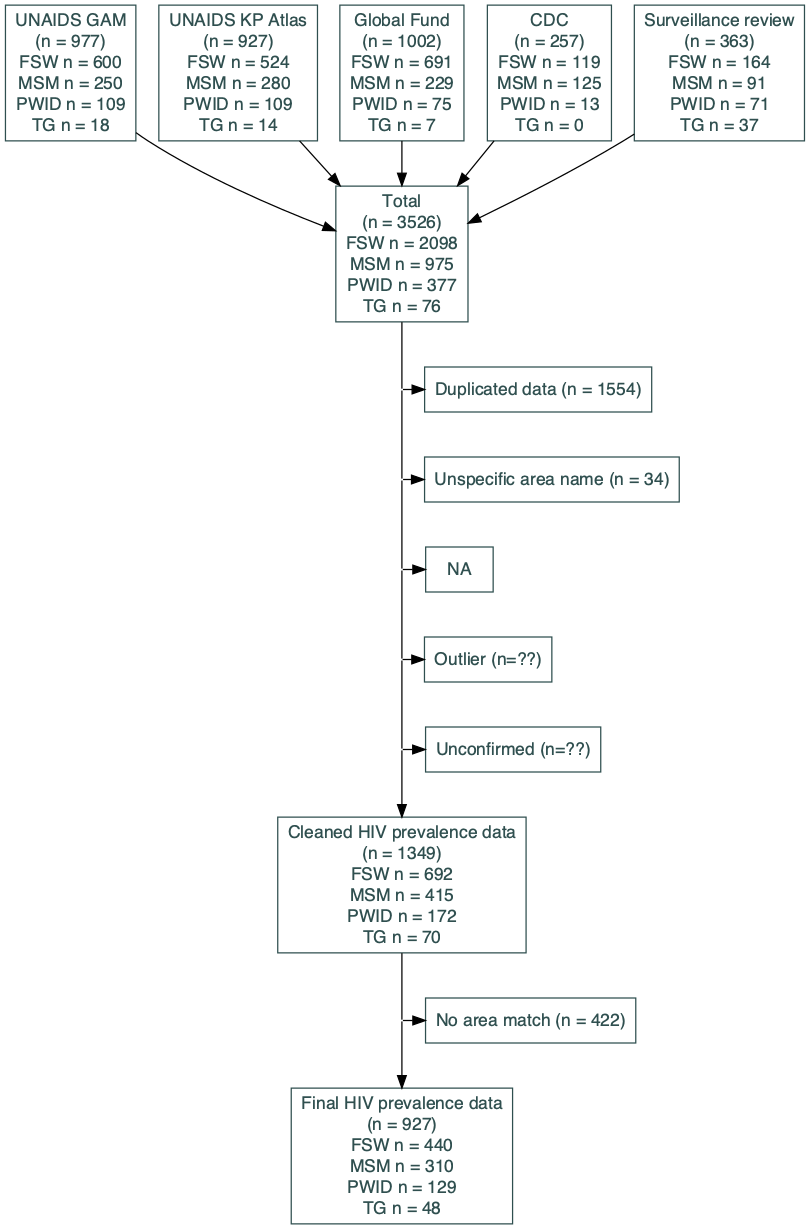 UNAIDS GAM
(n = 977)
FSW n = 600
MSM n = 250
PWID n = 109
TG n = 18
UNAIDS KP Atlas
(n = 927)
FSW n = 524
MSM n = 280
PWID n = 109
TG n = 14
Global Fund
(n = 1002)
FSW n = 691
MSM n = 229
PWID n = 75
TG n = 7
CDC
(n = 257)
FSW n = 119
MSM n = 125
PWID n = 13
TG n = 0
Surveillance review
(n = 363)
FSW n = 164
MSM n = 91
PWID n = 71
TG n = 37
Total
(n = 3526)
FSW n = 2098
MSM n = 975
PWID n = 377
TG n = 76
Duplicated data (n = 1554)
Unspecific area name (n = 34)
NA
Outlier (n=??)
Unconfirmed (n=??)
Cleaned HIV prevalence data
(n = 1349)
FSW n = 692
MSM n = 415
PWID n = 172
TG n = 70
No area match (n = 422)
Final HIV prevalence data
(n = 927)
FSW n = 440
MSM n = 310
PWID n = 129
TG n = 48